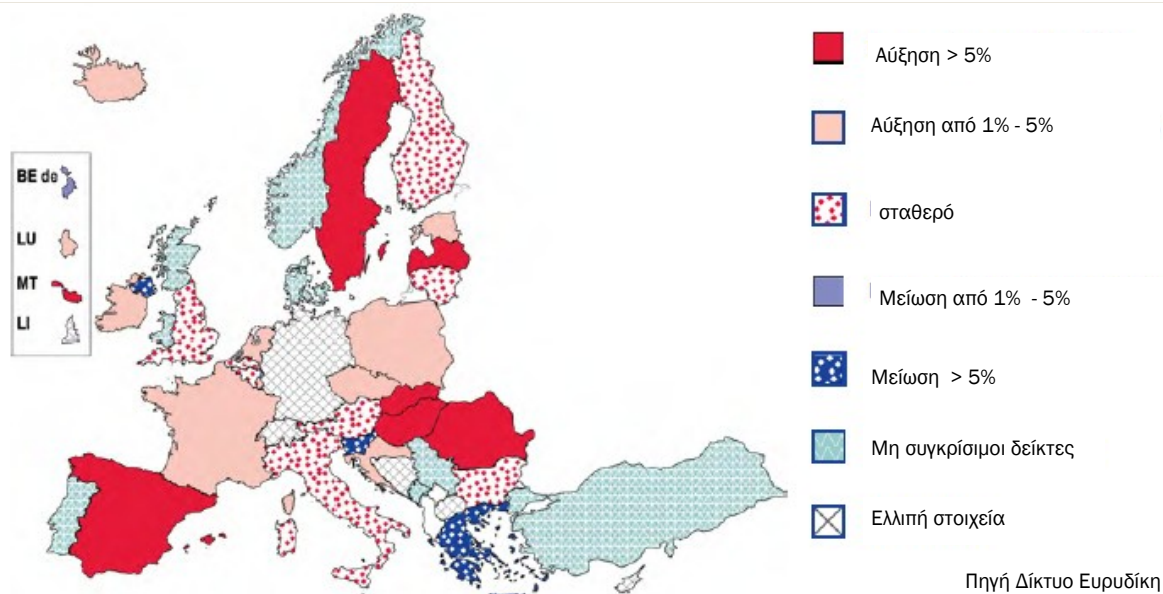 BE de
LU
MT
LI
Αύξηση > 5%
Αύξηση από 1% - 5%
σταθερό
Μείωση από 1%  - 5%
Μείωση  > 5%
Μη συγκρίσιμοι δείκτες
Ελλιπή στοιχεία
Πηγή Δίκτυο Ευρυδίκη